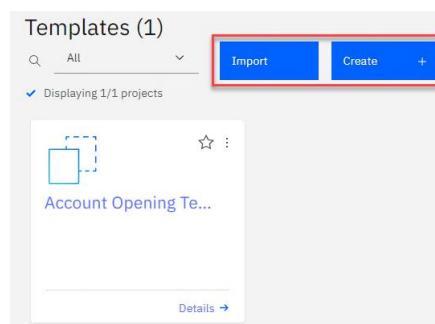 Templates (1)
All
Import
Create +
Displaying 1/1 projects
Account Opening Te...
Details →